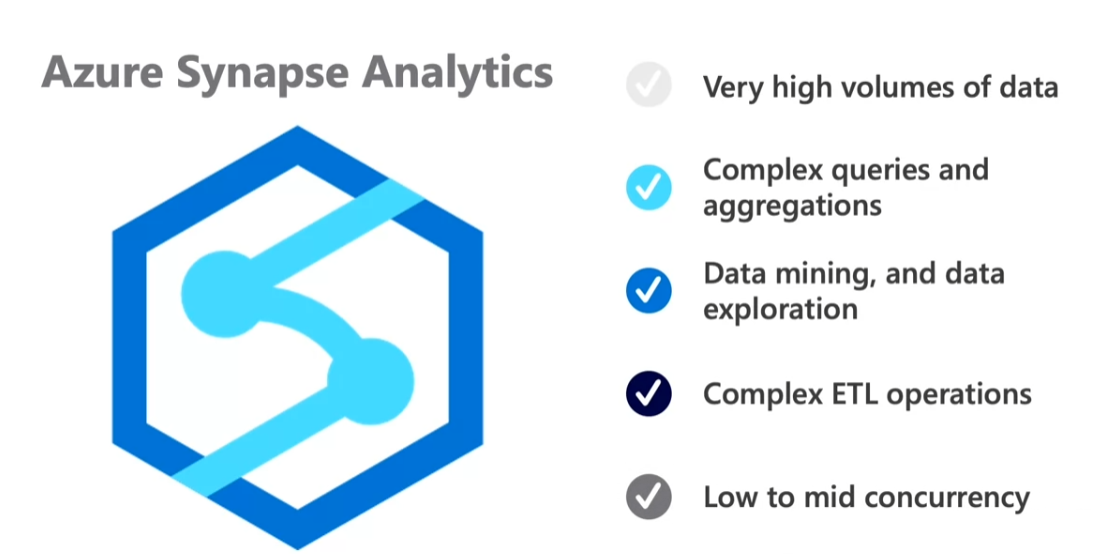 Azure Synapse Analytics
Very high volumes of data
Complex queries and
aggregations
Data mining, and data
exploration
Complex ETL operations
Low to mid concurrency